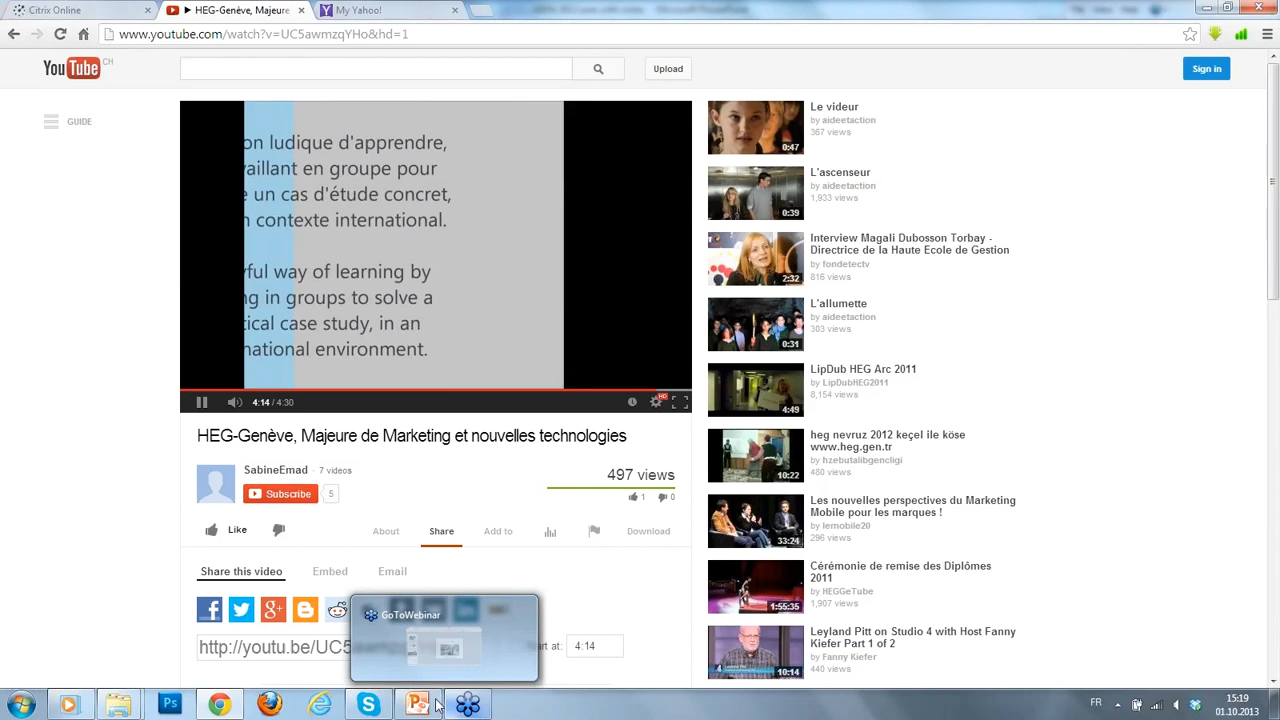 Citrix Online
HEG-Genève, Majeure
My Yahoo!
www.youtube.com/watch?v=UC5awmzqYHo&hd=1
YouTube CH
Upload
Sign in
GUIDE
on ludique d'apprendre,
vaillant en groupe pour
e un cas d'étude concret,
n contexte international.
yful way of learning by
ng in groups to solve a
tical case study, in an
national environment.
4:14 / 4:30
HD
HEG-Genève, Majeure de Marketing et nouvelles technologies
SabineEmad · 7 videos
Subscribe 5
497 views
1 0
Like
About
Share
Add to
Download
Share this video
Embed
Email
GoToWebinar
http://youtu.be/UC5
art at: 4:14
Le videur
by aideetaction
367 views
0:47
L'ascenseur
by aideetaction
1,933 views
0:39
Interview Magali Dubosson Torbay -
Directrice de la Haute Ecole de Gestion
by fondetectv
816 views
2:32
L'allumette
by aideetaction
303 views
0:31
LipDub HEG Arc 2011
by LipDubHEG2011
8,154 views
4:49
heg nevruz 2012 keçel ile köse
www.heg.gen.tr
by hzebutalibgencligi
480 views
10:22
Les nouvelles perspectives du Marketing
Mobile pour les marques !
by lemobile20
296 views
33:24
Cérémonie de remise des Diplômes
2011
by HEGGeTube
1,907 views
1:55:35
Leyland Pitt on Studio 4 with Host Fanny
Kiefer Part 1 of 2
by Fanny Kiefer
440 views
10:14
Ps
FR
15:19
01.10.2013